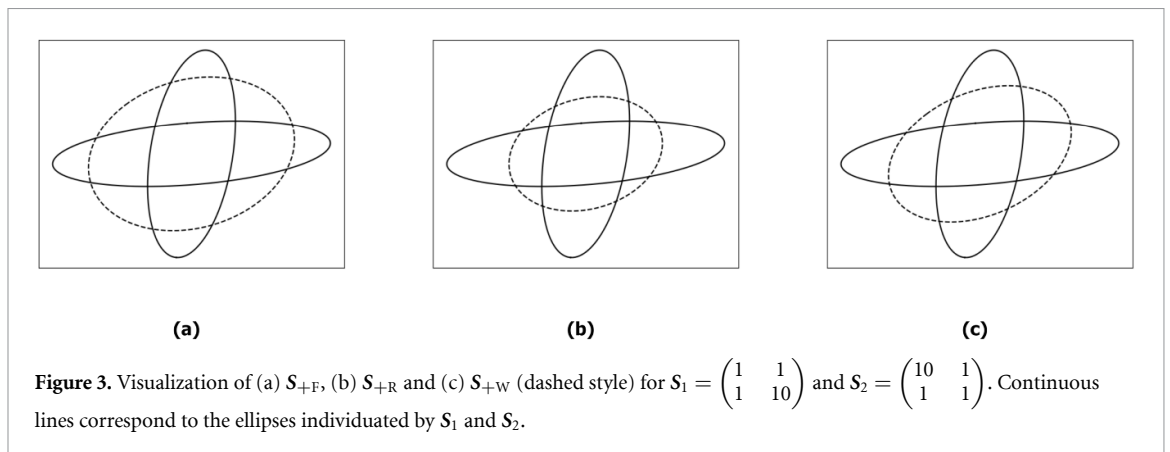 (a) (b) (c)
Figure 3. Visualization of (a) S+F, (b) S+R and (c) S+W (dashed style) for S1 = (1 1 1 10) and S2 = (10 1 1 1). Continuous
lines correspond to the ellipses individuated by S1 and S2.